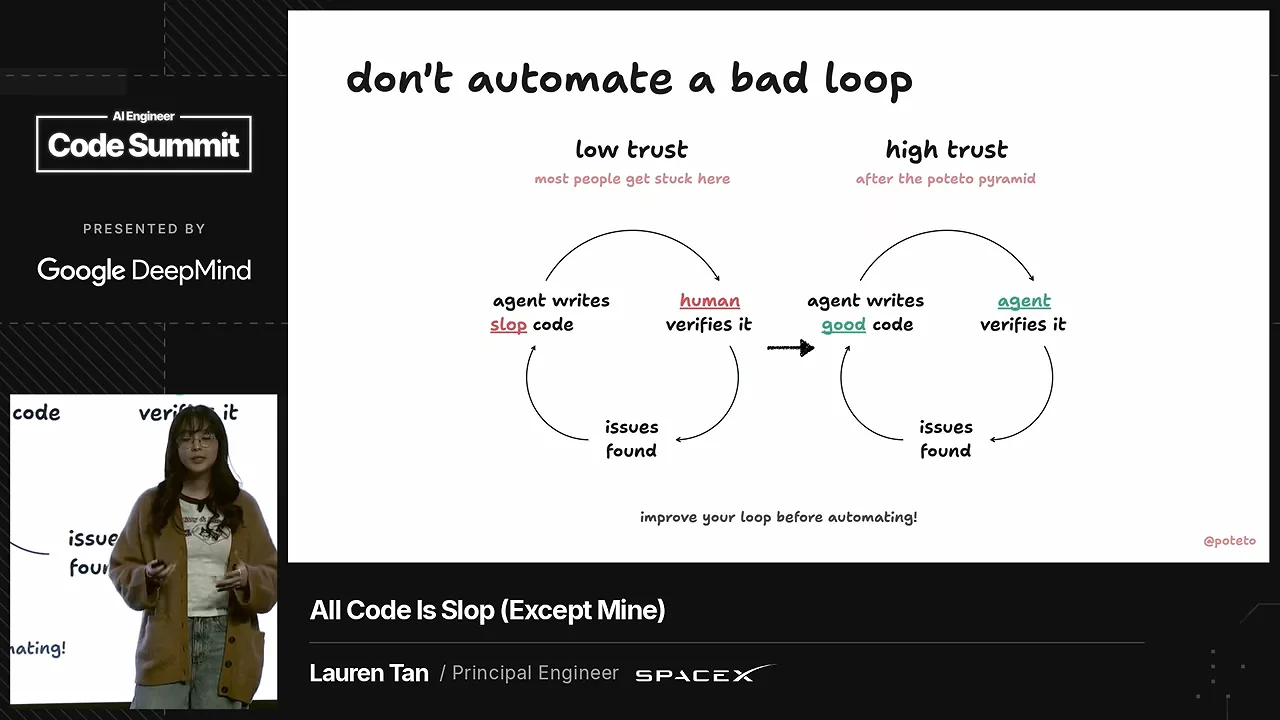 AI Engineer
Code Summit
PRESENTED BY
Google DeepMind
don't automate a bad loop
low trust
most people get stuck here
high trust
after the poteto pyramid
agent writes
slop code
human
verifies it
issues
found
agent writes
good code
agent
verifies it
issues
found
improve your loop before automating!
@poteto
code
verifies it
issue
foun
mating!
All Code Is Slop (Except Mine)
Lauren Tan / Principal Engineer SPACEX